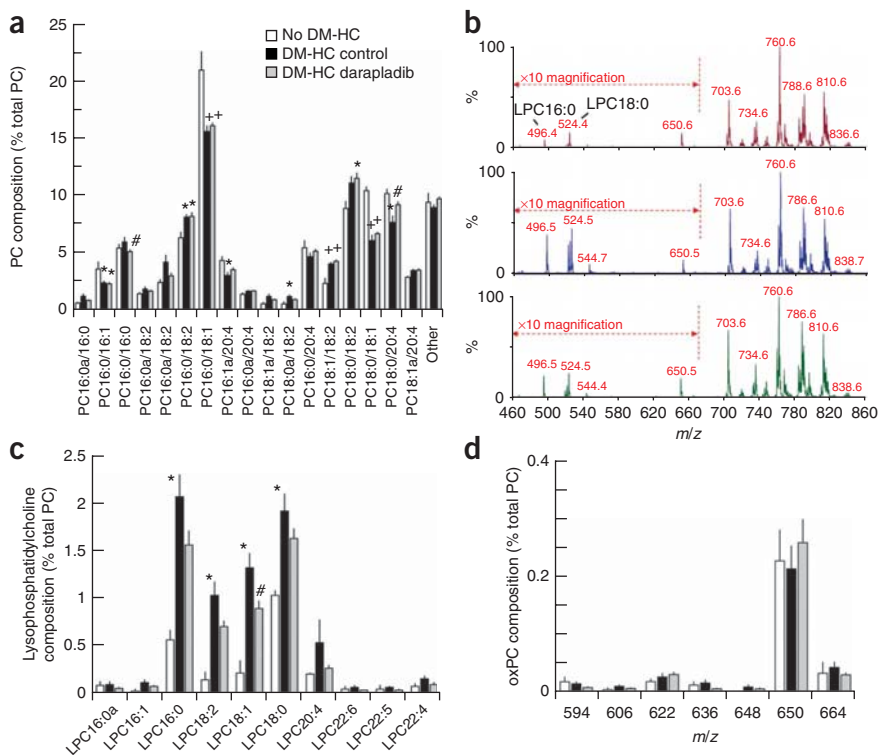 a
25
20
15
10
5
0
PC composition (% total PC)
No DM-HC
DM-HC control
DM-HC darapladib
* *
#
* *
+ +
*
*
+ +
*
+ +
* #
PC16:0a/16:0
PC16:0/16:1
PC16:0/16:0
PC16:0a/18:2
PC16:0a/18:2
PC16:0/18:2
PC16:0/18:1
PC16:1a/20:4
PC16:0a/20:4
PC18:1a/18:2
PC18:0a/18:2
PC16:0/20:4
PC18:1/18:2
PC18:0/18:2
PC18:0/18:1
PC18:0/20:4
PC18:1a/20:4
Other
b
100
%
0
×10 magnification
LPC16:0
LPC18:0
496.4
524.4
650.6
703.6
734.6
760.6
788.6
810.6
836.6
100
%
0
×10 magnification
496.5
524.5
544.7
650.5
703.6
734.6
760.6
786.6
810.6
838.7
100
%
0
×10 magnification
496.5
524.5
544.4
650.5
703.6
734.6
760.6
786.6
810.6
838.6
460 500 540 580 620 660 700 740 780 820 860
m/z
c
2.5
2
1.5
1
0.5
0
Lysophosphatidylcholine
composition (% total PC)
*
*
*
#
*
LPC16:0a
LPC16:1
LPC16:0
LPC18:2
LPC18:1
LPC18:0
LPC20:4
LPC22:6
LPC22:5
LPC22:4
d
0.4
0.2
0
oxPC composition (% total PC)
594 606 622 636 648 650 664
m/z